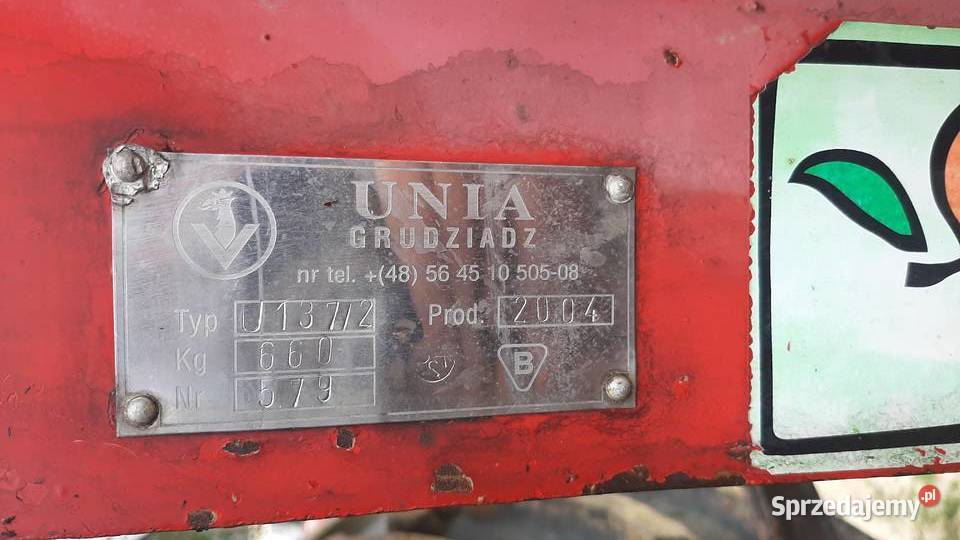 UNIA
GRUDZIADZ
nr tel. +(48) 56 45 10 505-08
Typ U137/2 Prod. 2004
Kg 660
Nr 579
B
Sprzedajemy.pl